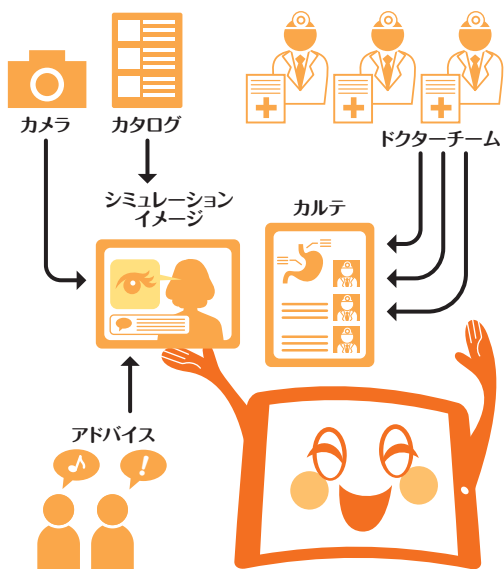 カメラ
カタログ
ドクターチーム
シミュレーション
イメージ
カルテ
アドバイス
!